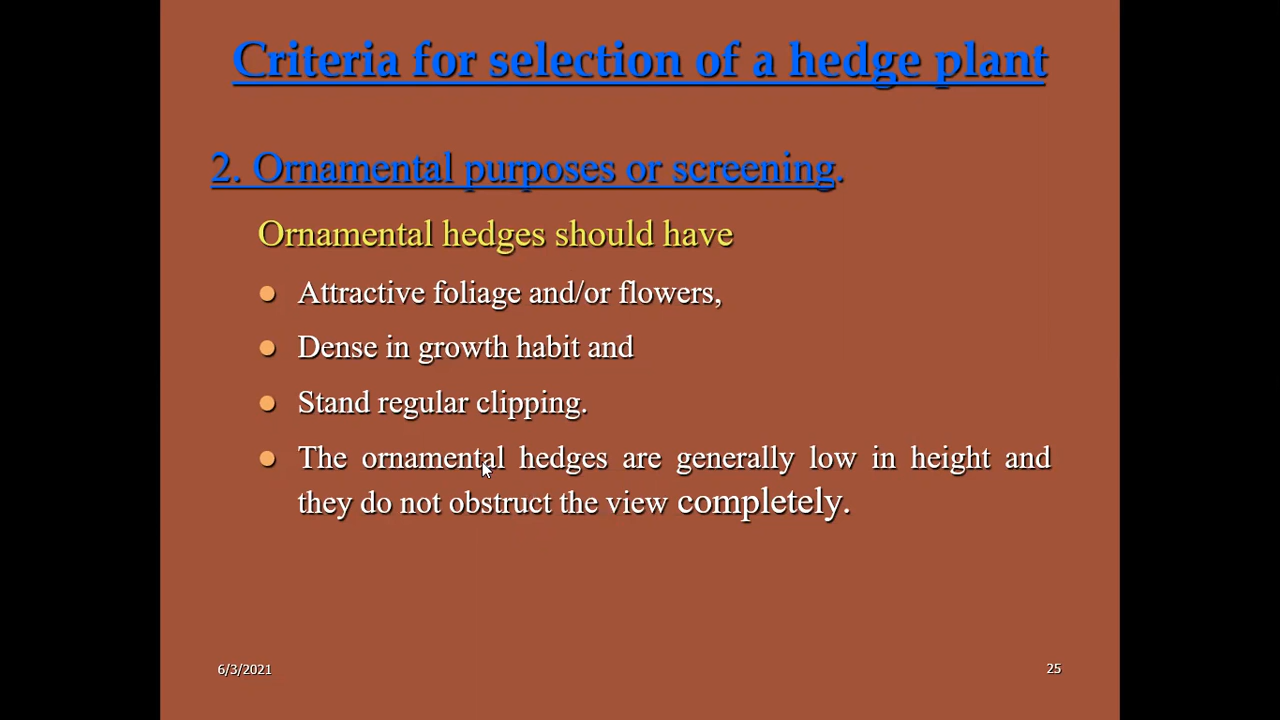 Criteria for selection of a hedge plant
2. Ornamental purposes or screening.
Ornamental hedges should have
Attractive foliage and/or flowers,
Dense in growth habit and
Stand regular clipping.
The ornamental hedges are generally low in height and
they do not obstruct the view completely.
6/3/2021
25